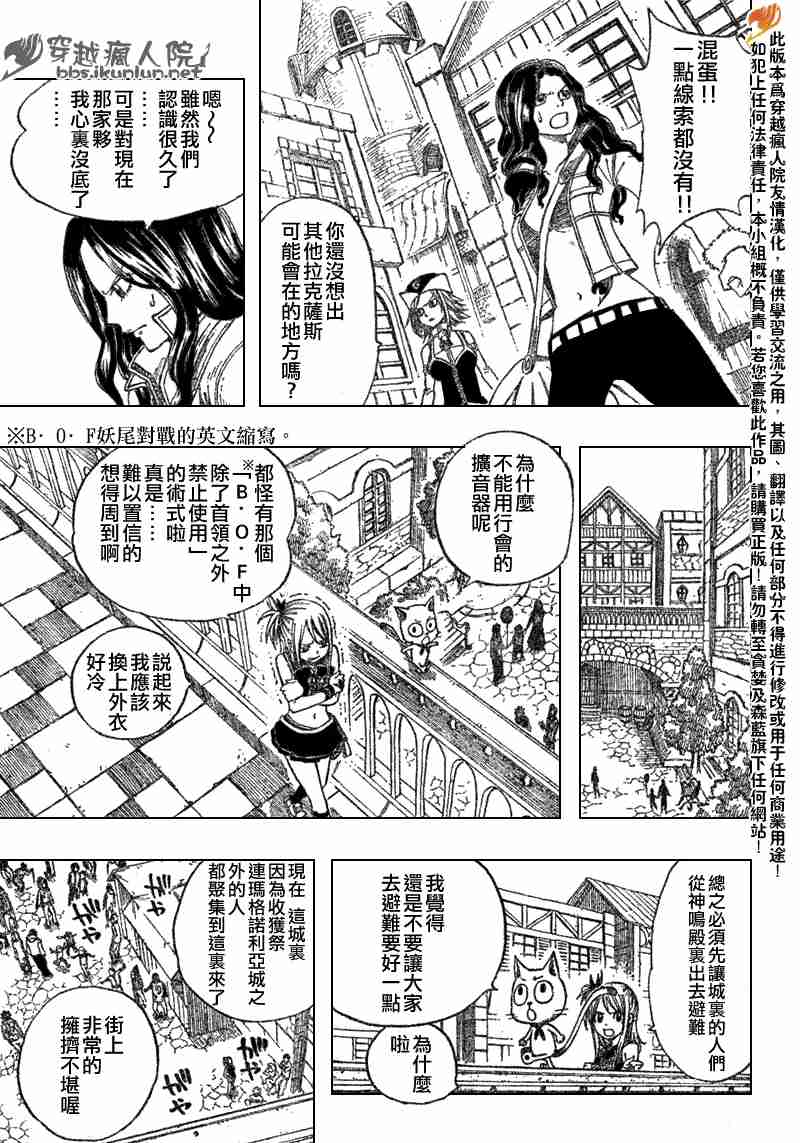 穿越瘋人院
bbs.ikunlun.net
混蛋!!
一點線索都沒有!!
你還沒想出
其他拉克薩斯
可能會在的地方嗎?
嗯~
雖然我們
認識很久了
……
可是對現在
那家夥
……
我心裏沒底了
※B·O·F妖尾對戰的英文縮寫。
為什麼
不能用行會的
擴音器呢
都怪有那個
※「B·O·F中
除了首領之外
禁止使用」
的術式啦
真是……
難以置信的
想得周到啊
說起來
我應該
換上外衣
好冷
總之必須先讓城裏的人們
從神鳴殿裏出去避難
我覺得
還是不要讓大家
去避難要好一點
為什麼
啦
現在 這城裏
因為收獲祭
連瑪格諾利亞城之
外的人
都聚集到這裏來了
街上
非常的
擁擠不堪喔
ガヤ
ガヤ
ガヤ
ガヤ
此版本爲穿越瘋人院友情漢化,僅供學習交流之用,其圖、翻譯以及任何部分不得進行修改或用于任何商業用途!
如犯上任何法律責任,本小組概不負責。若您喜歡此作品,請購買正版!請勿轉至貪婪及森藍旗下任何網站!